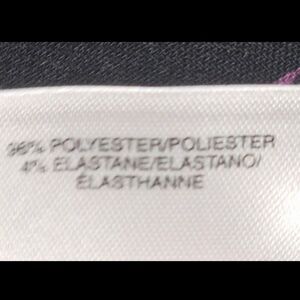 96% POLYESTER/POLIESTER
4% ELASTANE/ELASTANO/
ÉLASTHANNE